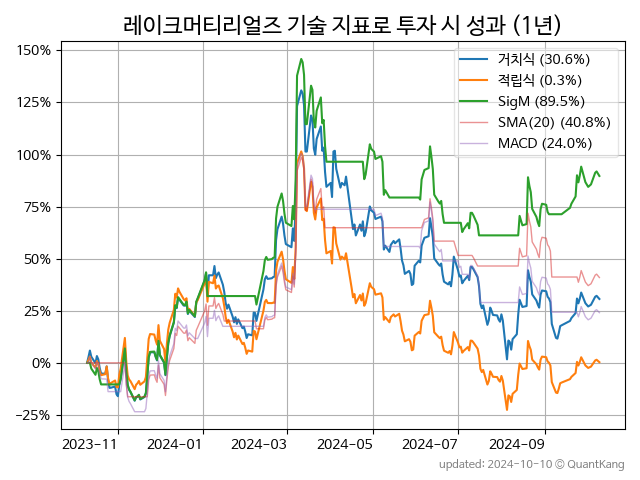 레이크머티리얼즈 기술 지표로 투자 시 성과 (1년)
150%
125%
100%
75%
50%
25%
0%
−25%
거치식 (30.6%)
적립식 (0.3%)
SigM (89.5%)
SMA(20) (40.8%)
MACD (24.0%)
2023-11
2024-01
2024-03
2024-05
2024-07
2024-09
updated: 2024-10-10 © QuantKang